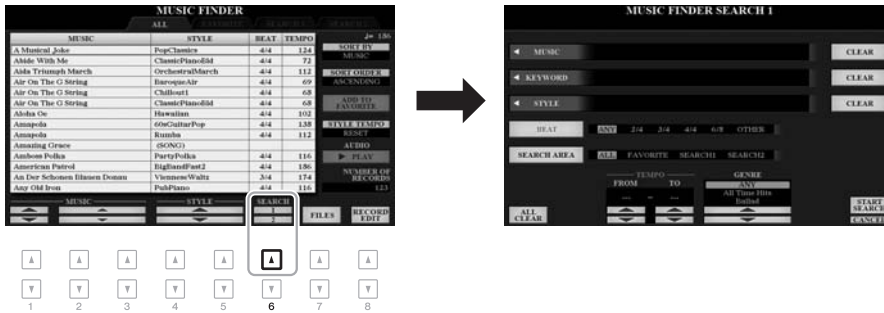 MUSIC FINDER
ALL FAVORITE SEARCH 1 SEARCH 2
MUSIC STYLE BEAT TEMPO
A Musical Joke PopClassics 4/4 124
Abide With Me ClassicPianoBld 4/4 72
Aida Triumph March OrchestralMarch 4/4 112
Air On The G String BaroqueAir 4/4 69
Air On The G String Chillout1 4/4 68
Air On The G String ClassicPianoBld 4/4 68
Aloha Oe Hawaiian 4/4 102
Amapola 60sGuitarPop 4/4 138
Amapola Rumba 4/4 112
Amazing Grace (SONG)
Amboss Polka PartyPolka 4/4 116
American Patrol BigBandFast2 4/4 186
An Der Schonen Blauen Donau VienneseWaltz 3/4 174
Any Old Iron PubPiano 4/4 116
♩= 186
SORT BY
MUSIC
SORT ORDER
ASCENDING
ADD TO
FAVORITE
STYLE TEMPO
RESET
AUDIO
▶ PLAY
NUMBER OF
RECORDS
123
MUSIC STYLE SEARCH
1
2
FILES
RECORD
EDIT
1 2 3 4 5 6 7 8
MUSIC FINDER SEARCH 1
◀ MUSIC CLEAR
◀ KEYWORD CLEAR
◀ STYLE CLEAR
BEAT ANY 2/4 3/4 4/4 6/8 OTHER
SEARCH AREA ALL FAVORITE SEARCH1 SEARCH2
TEMPO
FROM TO
--- - ---
GENRE
ANY
All Time Hits
Ballad
ALL
CLEAR
START
SEARCH
CANCEL